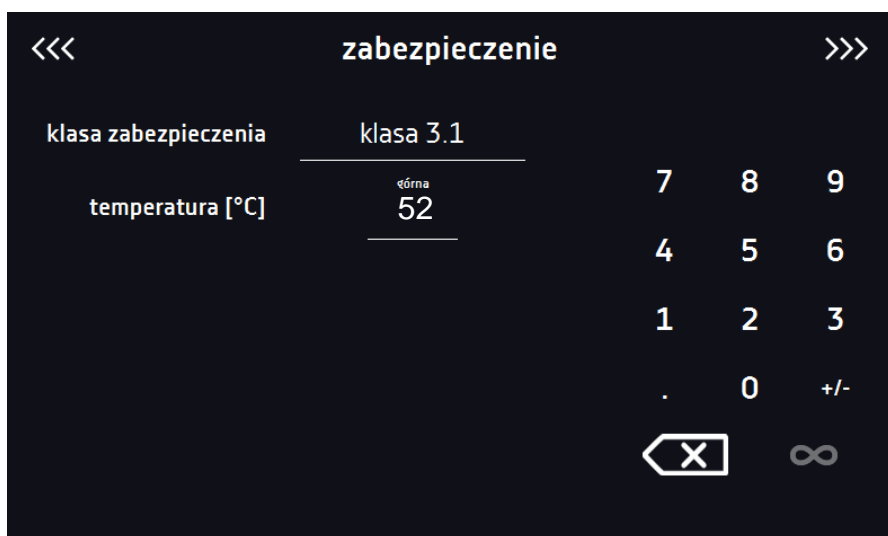 <<< zabezpieczenie >>>
klasa zabezpieczenia klasa 3.1
górna
temperatura [°C] 52
7 8 9
4 5 6
1 2 3
. 0 +/-
X ∞